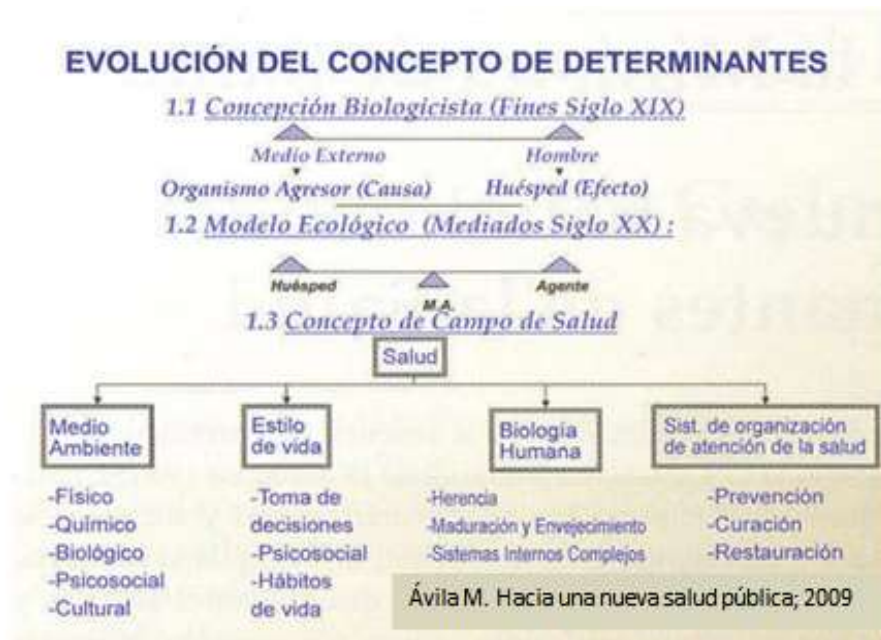 EVOLUCIÓN DEL CONCEPTO DE DETERMINANTES
1.1 Concepción Biologicista (Fines Siglo XIX)
Medio Externo Hombre
Organismo Agresor (Causa) Huésped (Efecto)
1.2 Modelo Ecológico (Mediados Siglo XX) :
Huésped M.A. Agente
1.3 Concepto de Campo de Salud
Salud
Medio
Ambiente
-Físico
-Químico
-Biológico
-Psicosocial
-Cultural
Estilo
de vida
-Toma de
decisiones
-Psicosocial
-Hábitos
de vida
Biología
Humana
-Herencia
-Maduración y Envejecimiento
-Sistemas Internos Complejos
Sist. de organización
de atención de la salud
-Prevención
-Curación
-Restauración
Ávila M. Hacia una nueva salud pública; 2009